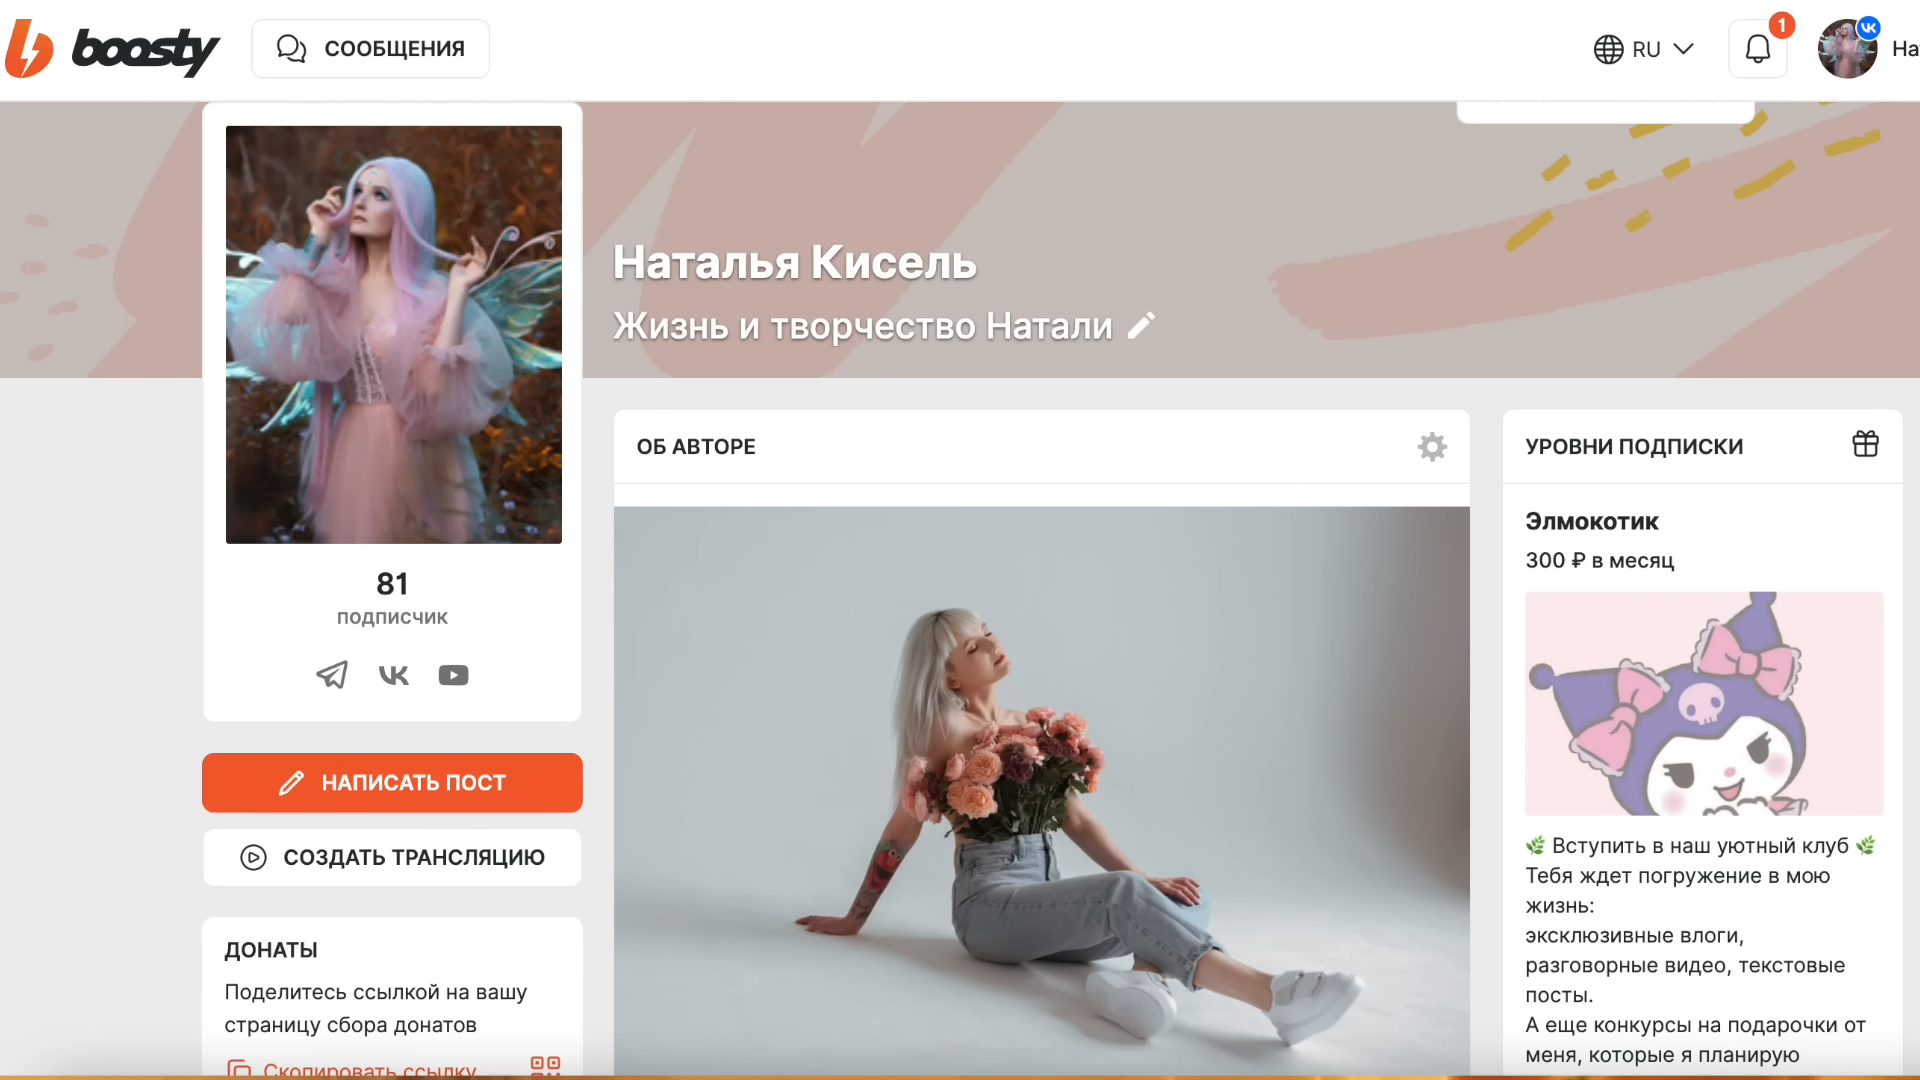 boosty
СООБЩЕНИЯ
RU
1
Наталья Кисель
Жизнь и творчество Натали
81
подписчик
НАПИСАТЬ ПОСТ
СОЗДАТЬ ТРАНСЛЯЦИЮ
ДОНАТЫ
Поделитесь ссылкой на вашу
страницу сбора донатов
Скопировать ссылку
ОБ АВТОРЕ
УРОВНИ ПОДПИСКИ
Элмокотик
300 ₽ в месяц
🌿 Вступить в наш уютный клуб 🌿
Тебя ждет погружение в мою
жизнь:
эксклюзивные влоги,
разговорные видео, текстовые
посты.
А еще конкурсы на подарочки от
меня, которые я планирую